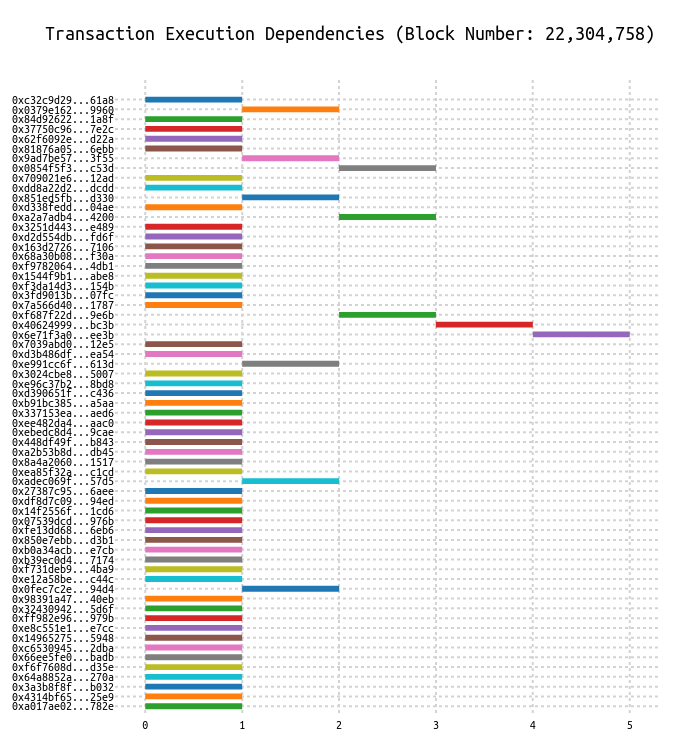 Transaction Execution Dependencies (Block Number: 22,304,758)
0xc32c9d29...61a8
0x0379e162...9960
0x84d92622...1a8f
0x37750c96...7e2c
0x62f6092e...d22a
0x81876a05...6ebb
0x9ad7be57...3f55
0x0854f5f3...c53d
0x709021e6...12ad
0xdd8a22d2...dcdd
0x851ed5fb...d330
0xd338fedd...04ae
0xa2a7adb4...4200
0x3251d443...e489
0xd2d554db...fd6f
0x163d2726...7106
0x68a30b08...f30a
0xf9782064...4db1
0x1544f9b1...abe8
0xf3da14d3...154b
0x3fd9013b...07fc
0x7a566d40...1787
0xf687f22d...9e6b
0x40624999...bc3b
0x6e71f3a0...ee3b
0x7039abd0...12e5
0xd3b486df...ea54
0xe991cc6f...613d
0x3024cbe8...5007
0xe96c37b2...8bd8
0xd390651f...c436
0xb91bc385...a5aa
0x337153ea...aed6
0xee482da4...aac0
0xebedc8d4...9cae
0x448df49f...b843
0xa2b53b8d...db45
0x8a4a2060...1517
0xea85f32a...c1cd
0xadec069f...57d5
0x27387c95...6aee
0xdf8d7c09...94ed
0x14f2556f...1cd6
0x07539dcd...976b
0xfe13dd68...6eb6
0x850e7ebb...d3b1
0xb0a34acb...e7cb
0xb39ec0d4...7174
0xf731deb9...4ba9
0xe12a58be...c44c
0x0fec7c2e...94d4
0x98391a47...40eb
0x32430942...5d6f
0xff982e96...979b
0xe8c551e1...e7cc
0x14965275...5948
0xc6530945...2dba
0x66ee5fe0...badb
0xf6f7608d...d35e
0x64a8852a...270a
0x3a3b8f8f...b032
0x4314bf65...25e9
0xa017ae02...782e
0 1 2 3 4 5